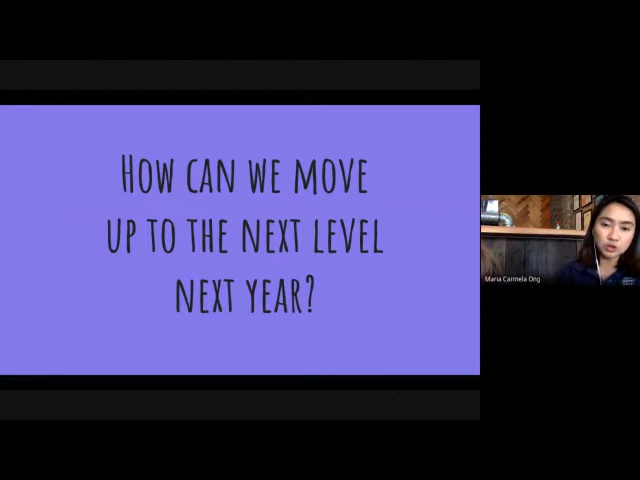 How can we move
up to the next level
next year?
Maria Carmela Ong